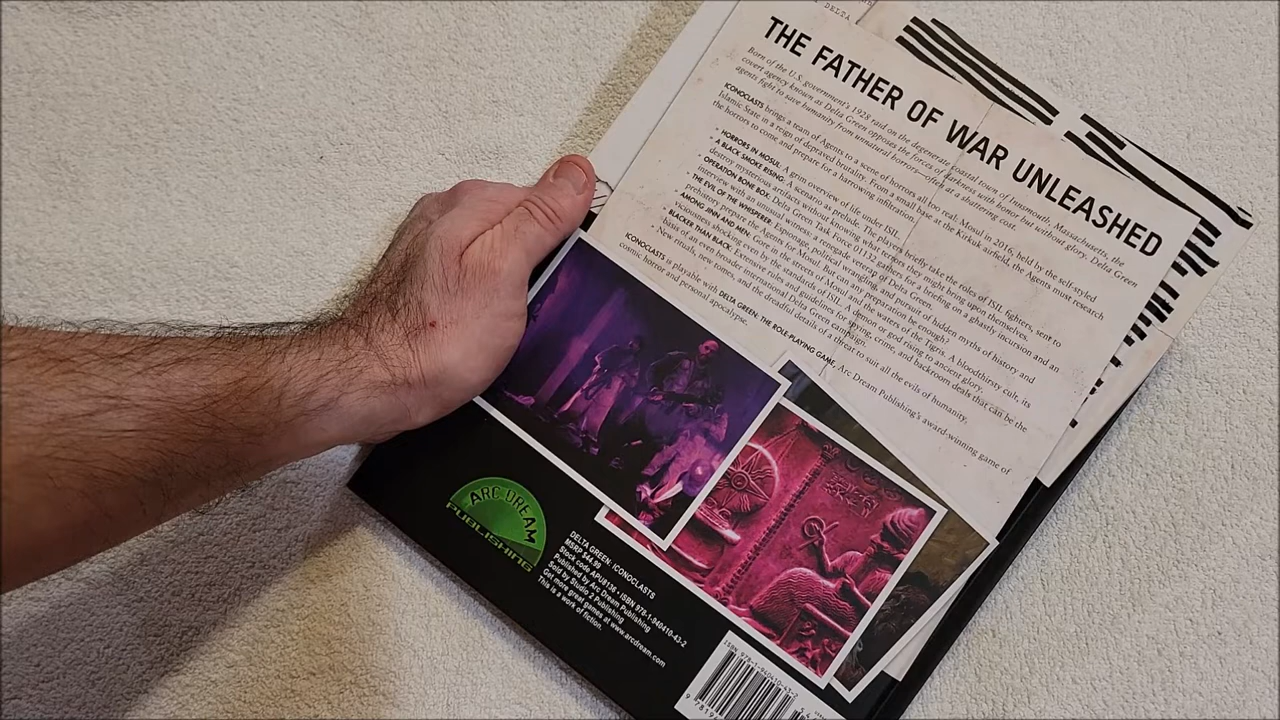 DELTA
THE FATHER OF WAR UNLEASHED
Born of the U.S. government's 1928 raid on the degenerate coastal town of Innsmouth, Massachusetts, the
covert agency known as Delta Green opposes the forces of darkness with honor but without glory. Delta Green
agents fight to save humanity from unnatural horrors—often at a shattering cost.
ICONOCLASTS brings a team of Agents to a scene of horrors all too real: Mosul in 2016, held by the self-styled
Islamic State in a reign of depraved brutality. From a small base at the Kirkuk airfield, the Agents must research
the horrors to come and prepare for a harrowing infiltration.
» HORRORS IN MOSUL: A grim overview of life under ISIL.
» A BLACK SMOKE RISING: A scenario as prelude. The players briefly take the roles of ISIL fighters, sent to
destroy mysterious artifacts without knowing what terrors they might bring upon themselves.
» OPERATION BONE BOX: Delta Green Task Force 01132 gathers for a briefing on a ghastly incursion and an
interview with an unusual witness: a renegade veteran of Delta Green.
» THE EVIL OF THE WHISPERER: Espionage, political wrangling, and pursuit of hidden myths of history and
prehistory prepare the Agents for Mosul. But can any preparation be enough?
» AMONG JINN AND MEN: Gore in the streets of Mosul and the waters of the Tigris. A bloodthirsty cult, its
viciousness shocking even by the standards of ISIL. A demon or god rising to ancient glory.
» BLACKER THAN BLACK: Extensive rules and guidelines for spying, crime, and backroom deals that can be the
basis of an even broader international Delta Green campaign.
» New rituals, new tomes, and the dreadful details of a threat to suit all the evils of humanity.
ICONOCLASTS is playable with DELTA GREEN: THE ROLE-PLAYING GAME, Arc Dream Publishing's award-winning game of
cosmic horror and personal apocalypse.
ARC DREAM
PUBLISHING
DELTA GREEN: ICONOCLASTS
MSRP $44.99
Stock code APU8136 • ISBN 978-1-940410-43-2
Published by Arc Dream Publishing
Sold by Studio 2 Publishing
Get more great games at www.arcdream.com
This is a work of fiction.
ISBN 978-1-940410-43-2